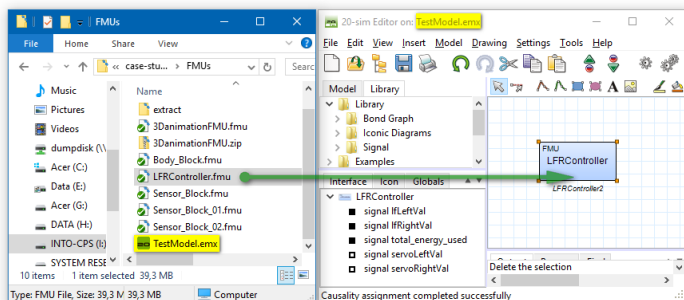 FMUs
File Home Share View
« case-stu... › FMUs
Searc
Music
Pictures
Videos
dumpdisk (\\
Acer (C:)
Data (E:)
Acer (G:)
DATA (H:)
INTO-CPS (I:)
SYSTEM RESE
Name
extract
3DanimationFMU.fmu
3DanimationFMU.zip
Body_Block.fmu
LFRController.fmu
Sensor_Block.fmu
Sensor_Block_01.fmu
Sensor_Block_02.fmu
TestModel.emx
10 items 1 item selected 39,3 MB
Type: FMU File, Size: 39,3 M 39,3 MB Computer
20-sim Editor on: TestModel.emx
File Edit View Insert Model Drawing Settings Tools Help
Model Library
Library
Bond Graph
Iconic Diagrams
Signal
Examples
Interface Icon Globals
LFRController
signal lfLeftVal
signal lfRightVal
signal total_energy_used
signal servoLeftVal
signal servoRightVal
FMU
LFRController
LFRController2
Delete the selection
Causality assignment completed successfully